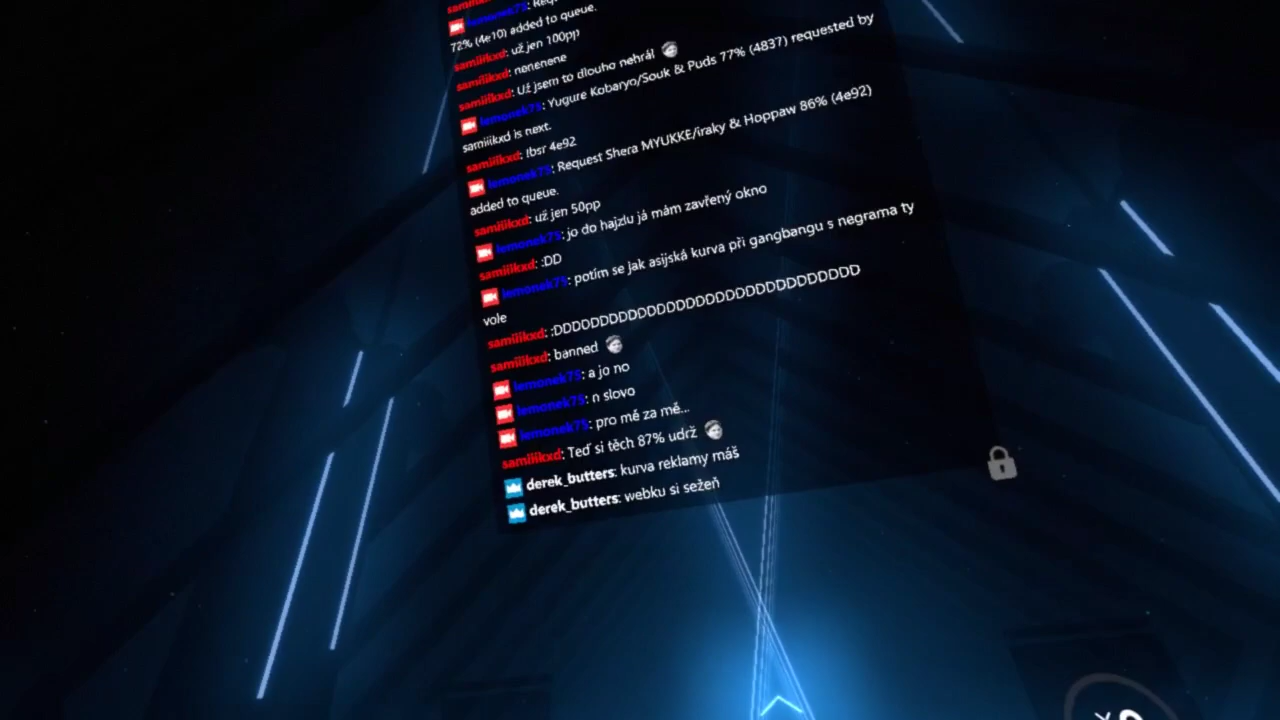 samiiikxd:
lemonek75: Requ
72% (4e10) added to queue.
samiiikxd: už jen 100pp
samiiikxd: nenenene
samiiikxd: Už jsem to dlouho nehrál
lemonek75: Yugure Kobaryo/Souk & Puds 77% (4837) requested by
samiiikxd is next.
samiiikxd: !bsr 4e92
lemonek75: Request Shera MYUKKE/iraky & Hoppaw 86% (4e92)
added to queue.
samiiikxd: už jen 50pp
lemonek75: jo do hajzlu já mám zavřený okno
samiiikxd: :DD
lemonek75: potím se jak asijská kurva při gangbangu s negrama ty
vole
samiiikxd: :DDDDDDDDDDDDDDDDDDDDDDDDDDDDDDDD
samiiikxd: banned
lemonek75: a jo no
lemonek75: n slovo
lemonek75: pro mě za mě...
samiiikxd: Teď si těch 87% udrž
derek_butters: kurva reklamy máš
derek_butters: webku si sežeň